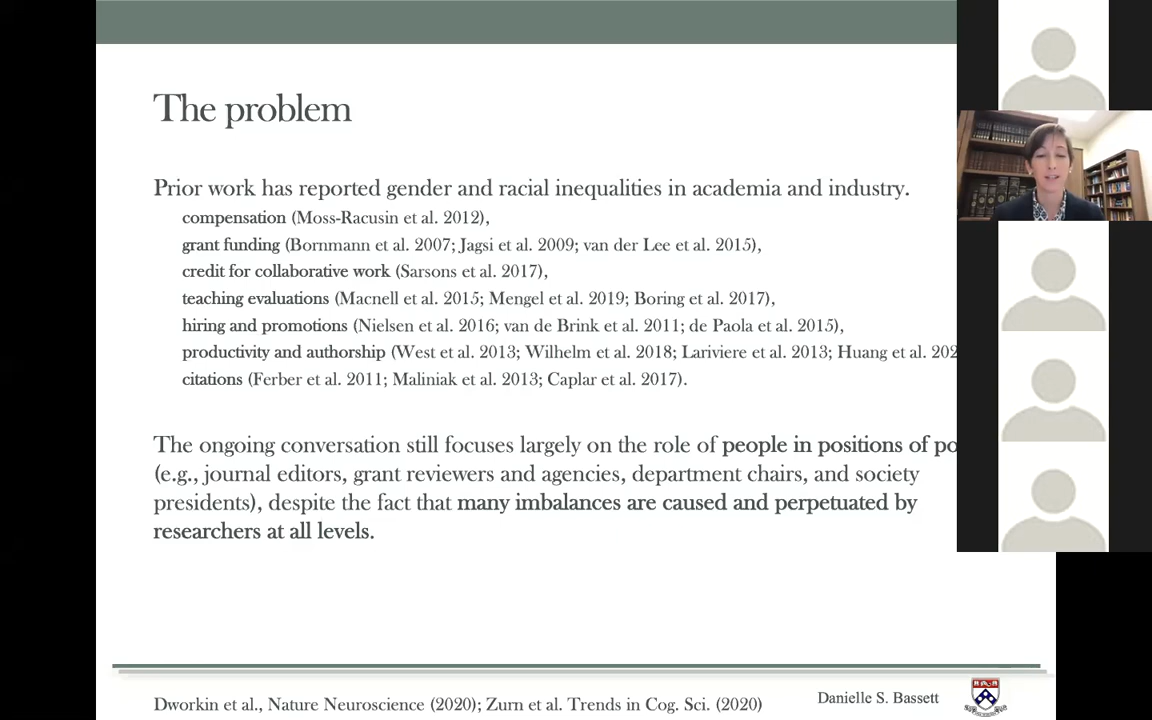 The problem
Prior work has reported gender and racial inequalities in academia and industry.
compensation (Moss-Racusin et al. 2012),
grant funding (Bornmann et al. 2007; Jagsi et al. 2009; van der Lee et al. 2015),
credit for collaborative work (Sarsons et al. 2017),
teaching evaluations (Macnell et al. 2015; Mengel et al. 2019; Boring et al. 2017),
hiring and promotions (Nielsen et al. 2016; van de Brink et al. 2011; de Paola et al. 2015),
productivity and authorship (West et al. 2013; Wilhelm et al. 2018; Lariviere et al. 2013; Huang et al. 202
citations (Ferber et al. 2011; Maliniak et al. 2013; Caplar et al. 2017).
The ongoing conversation still focuses largely on the role of people in positions of po
(e.g., journal editors, grant reviewers and agencies, department chairs, and society
presidents), despite the fact that many imbalances are caused and perpetuated by
researchers at all levels.
Dworkin et al., Nature Neuroscience (2020); Zurn et al. Trends in Cog. Sci. (2020)
Danielle S. Bassett